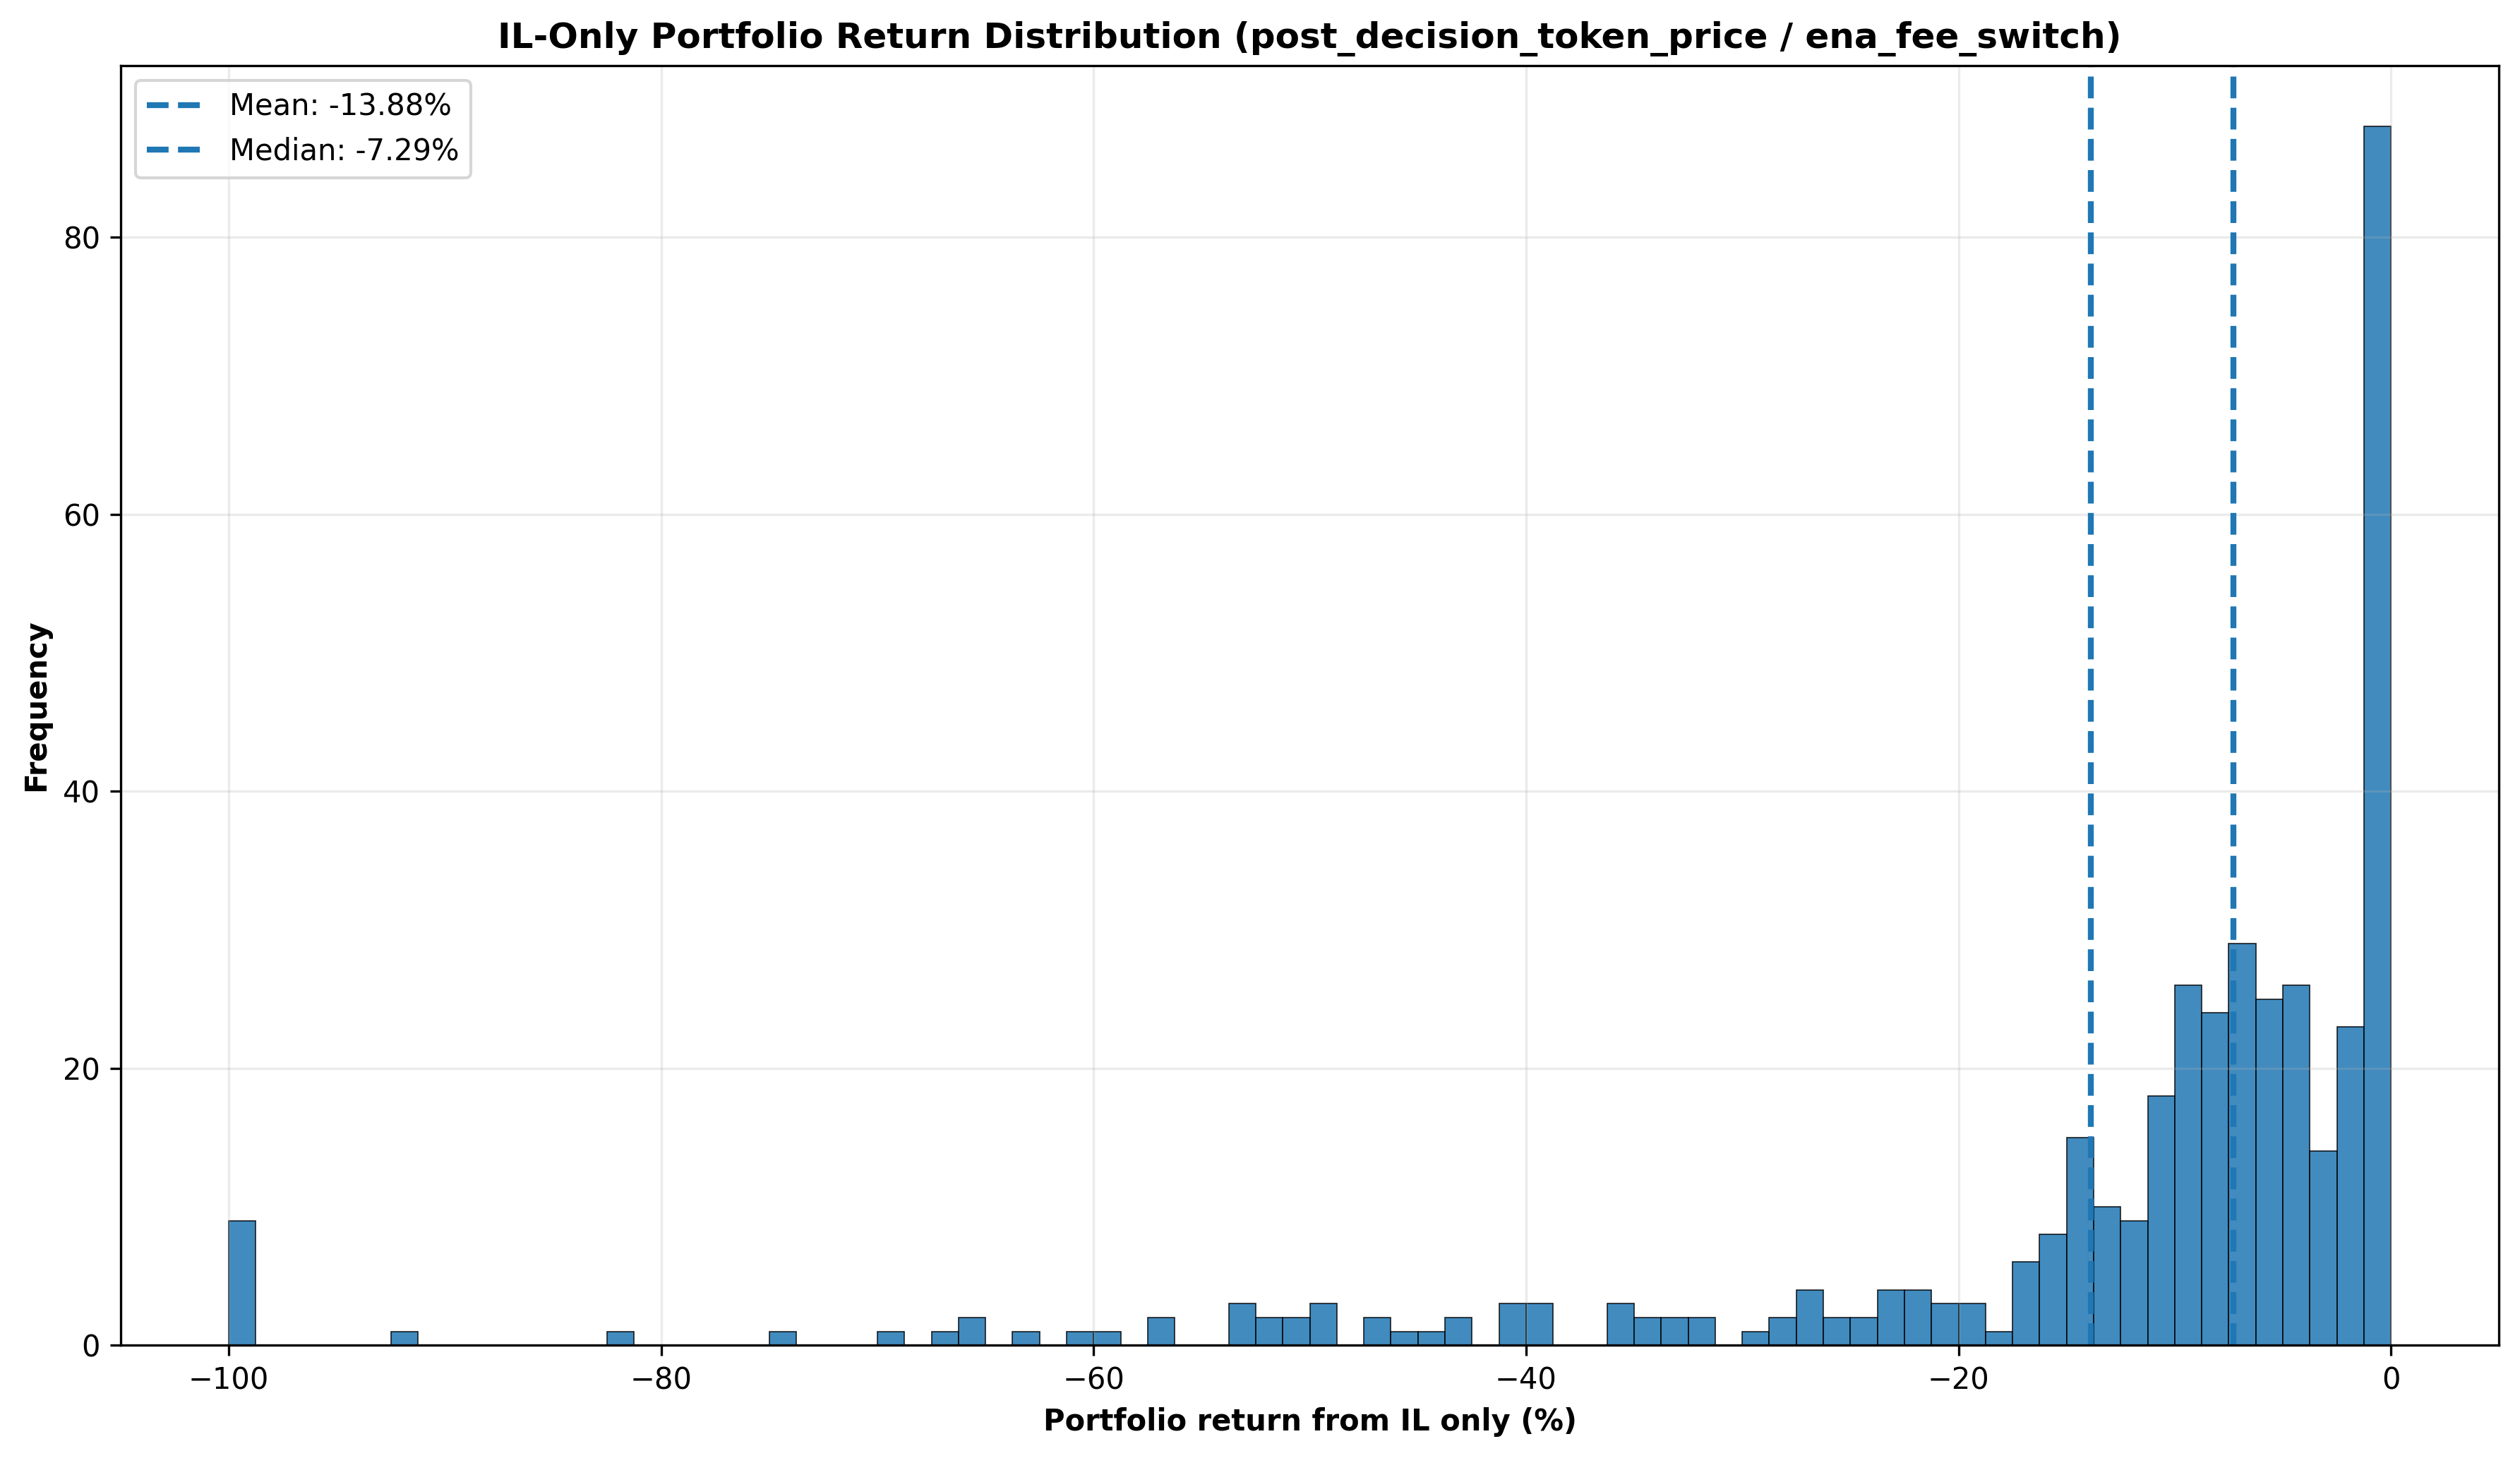 IL-Only Portfolio Return Distribution (post_decision_token_price / ena_fee_switch)
Mean: -13.88%
Median: -7.29%
80
60
40
20
0
Frequency
−100
−80
−60
−40
−20
0
Portfolio return from IL only (%)